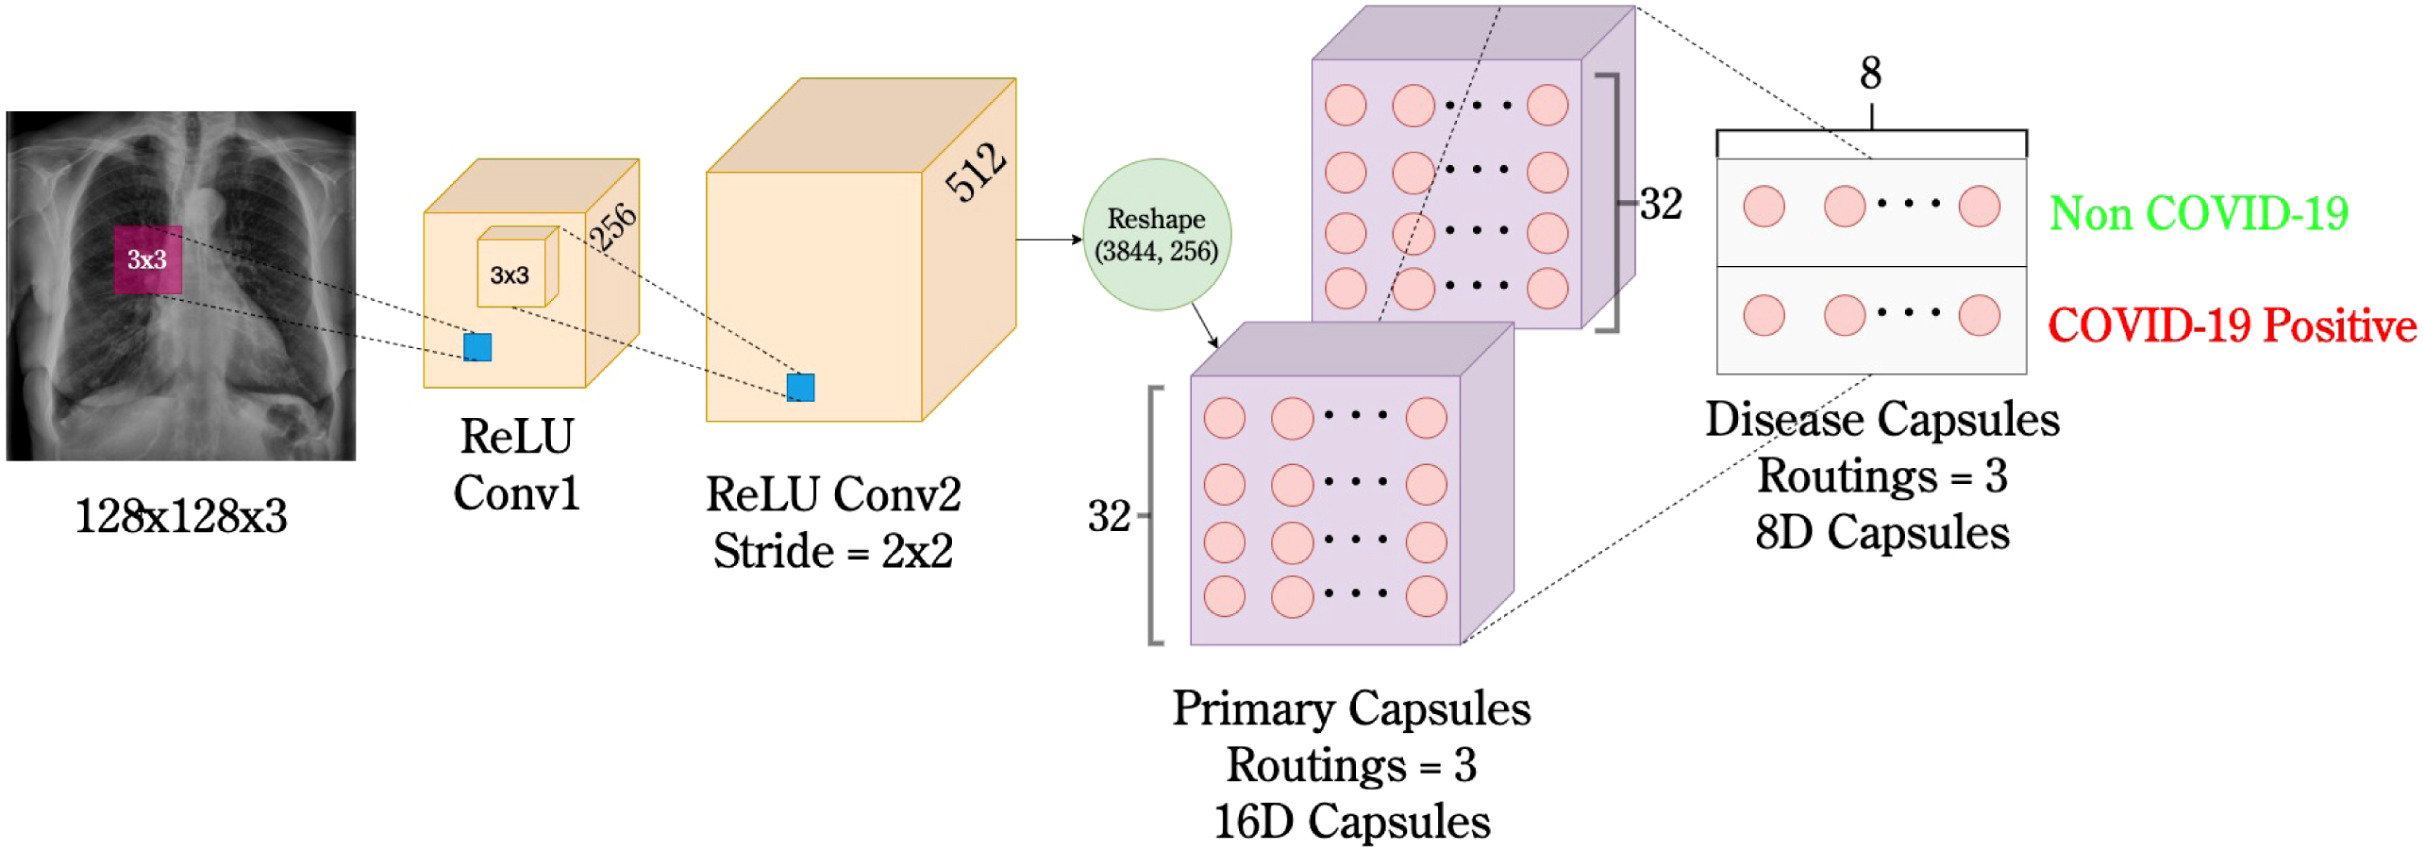 3x3
128x128x3
3x3
256
ReLU
Conv1
512
ReLU Conv2
Stride = 2x2
Reshape
(3844, 256)
32
32
Primary Capsules
Routings = 3
16D Capsules
8
Non COVID-19
COVID-19 Positive
Disease Capsules
Routings = 3
8D Capsules